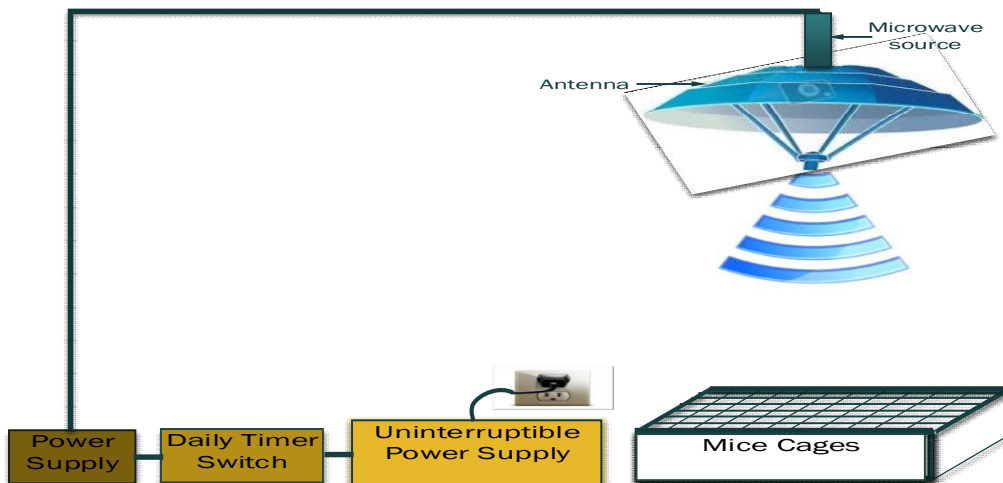 Microwave
source
Antenna
Power
Supply
Daily Timer
Switch
Uninterruptible
Power Supply
Mice Cages